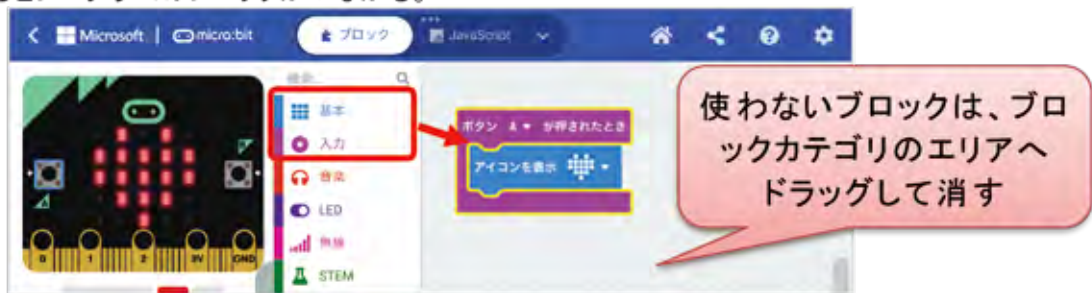 Microsoft | micro:bit
ブロック
JavaScript
検索...
基本
入力
音楽
LED
無線
STEM
ボタン A が押されたとき
アイコンを表示
0 1 2 3V GND
使わないブロックは、ブロ
ックカテゴリのエリアへ
ドラッグして消す